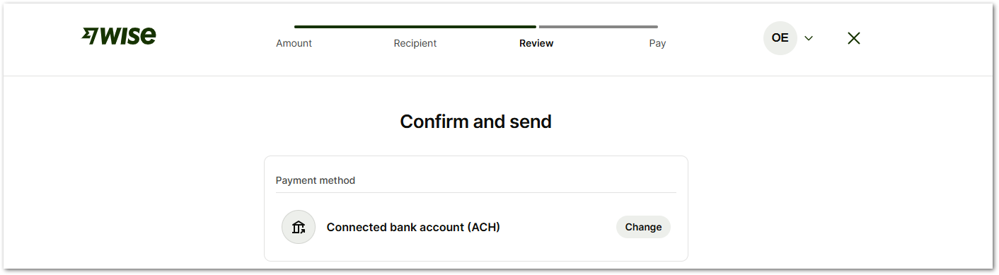 WISE
Amount Recipient Review Pay
OE
Confirm and send
Payment method
Connected bank account (ACH)
Change